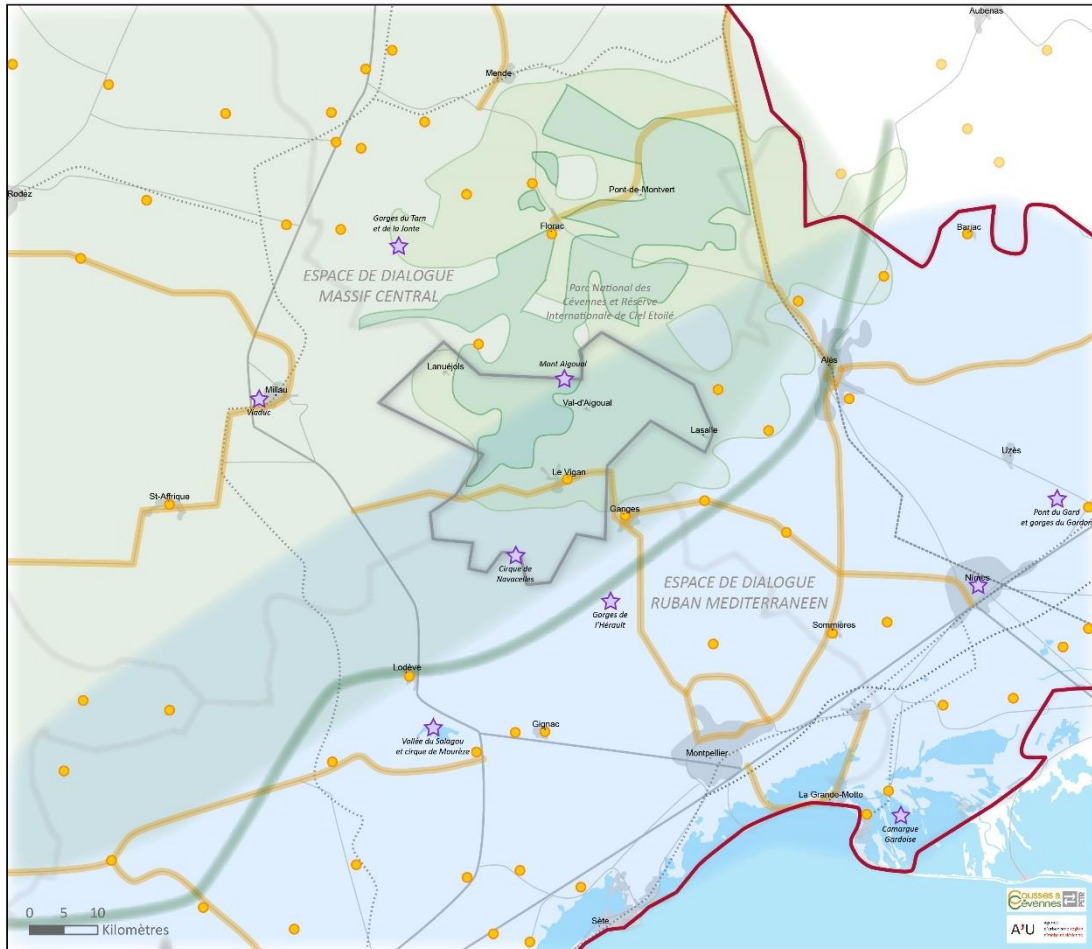 Aubenas
Mende
Rodez
Pont-de-Montvert
Gorges du Tarn
et de la Jonte
Florac
Barjac
ESPACE DE DIALOGUE
MASSIF CENTRAL
Parc National des
Cévennes et Réserve
Internationale de Ciel Etoilé
Mont Aigoual
Lanuéjols
Alès
Millau
Viaduc
Val-d'Aigoual
Lasalle
Uzès
Le Vigan
St-Affrique
Pont du Gard
et gorges du Gardon
Ganges
Cirque de
Navacelles
ESPACE DE DIALOGUE
RUBAN MEDITERRANEEN
Nîmes
Gorges de
l'Hérault
Sommières
Lodève
Gignac
Vallée du Salagou
et cirque de Mourèze
Montpellier
La Grande-Motte
Camargue
Gardoise
Sète
0 5 10
Kilomètres
Causses &
Cévennes
PETR
A'U